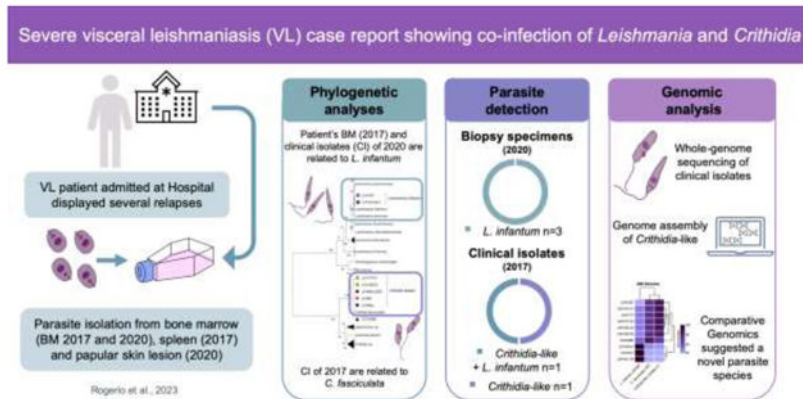 Severe visceral leishmaniasis (VL) case report showing co-infection of Leishmania and Crithidia
VL patient admitted at Hospital
displayed several relapses
Parasite isolation from bone marrow
(BM 2017 and 2020), spleen (2017)
and papular skin lesion (2020)
Rogerio et al., 2023
Phylogenetic
analyses
Patient's BM (2017) and
clinical isolates (CI) of 2020 are
related to L. infantum
CI of 2017 are related to
C. fasciculata
Parasite
detection
Biopsy specimens
(2020)
L. infantum n=3
Clinical isolates
(2017)
Crithidia-like
+ L. infantum n=1
Crithidia-like n=1
Genomic
analysis
Whole-genome
sequencing of
clinical isolates
Genome assembly
of Crithidia-like
Comparative
Genomics
suggested a
novel parasite
species